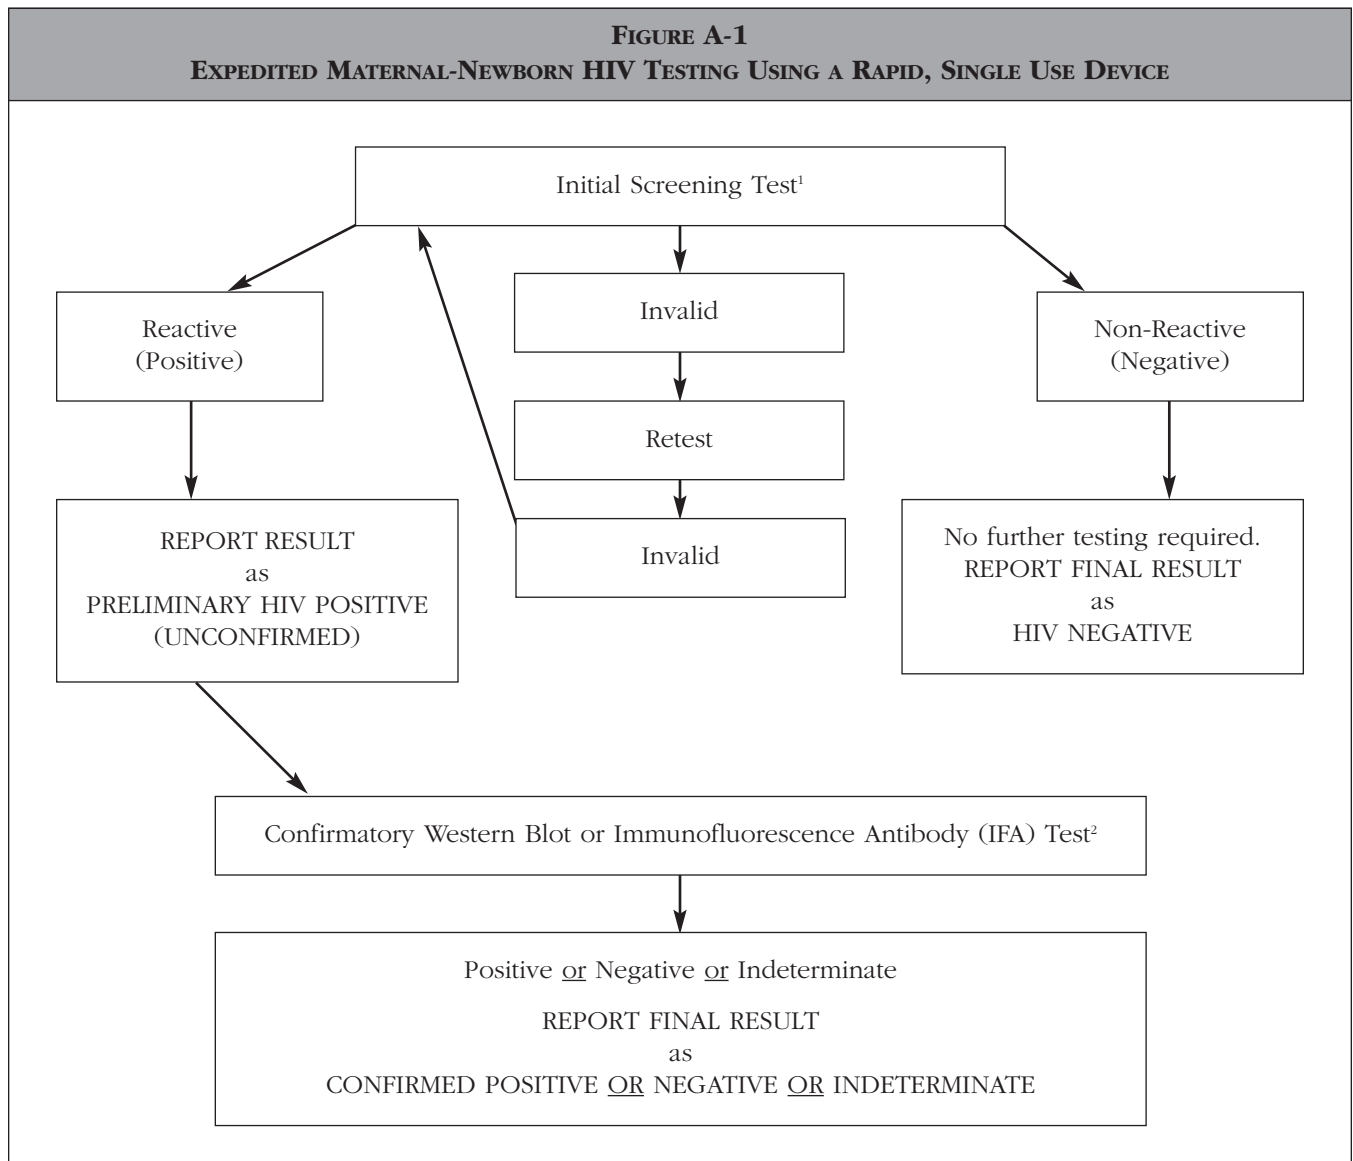 FIGURE A-1
EXPEDITED MATERNAL-NEWBORN HIV TESTING USING A RAPID, SINGLE USE DEVICE
Initial Screening Test¹
Reactive
(Positive)
Invalid
Non-Reactive
(Negative)
Retest
REPORT RESULT
as
PRELIMINARY HIV POSITIVE
(UNCONFIRMED)
Invalid
No further testing required.
REPORT FINAL RESULT
as
HIV NEGATIVE
Confirmatory Western Blot or Immunofluorescence Antibody (IFA) Test²
Positive or Negative or Indeterminate
REPORT FINAL RESULT
as
CONFIRMED POSITIVE OR NEGATIVE OR INDETERMINATE